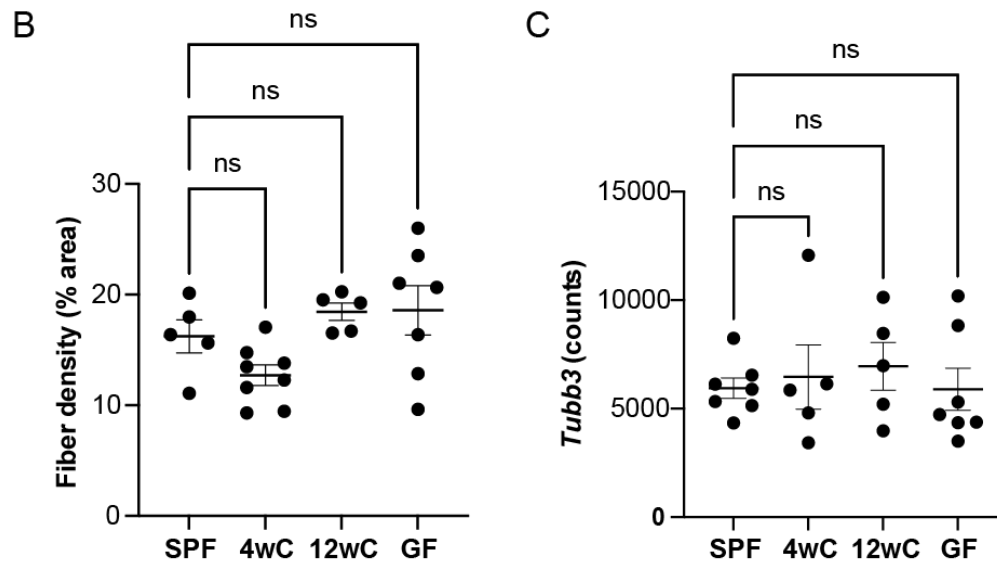 B
ns
ns
ns
Fiber density (% area)
30
20
10
0
SPF 4wC 12wC GF
C
ns
ns
ns
Tubb3 (counts)
15000
10000
5000
0
SPF 4wC 12wC GF